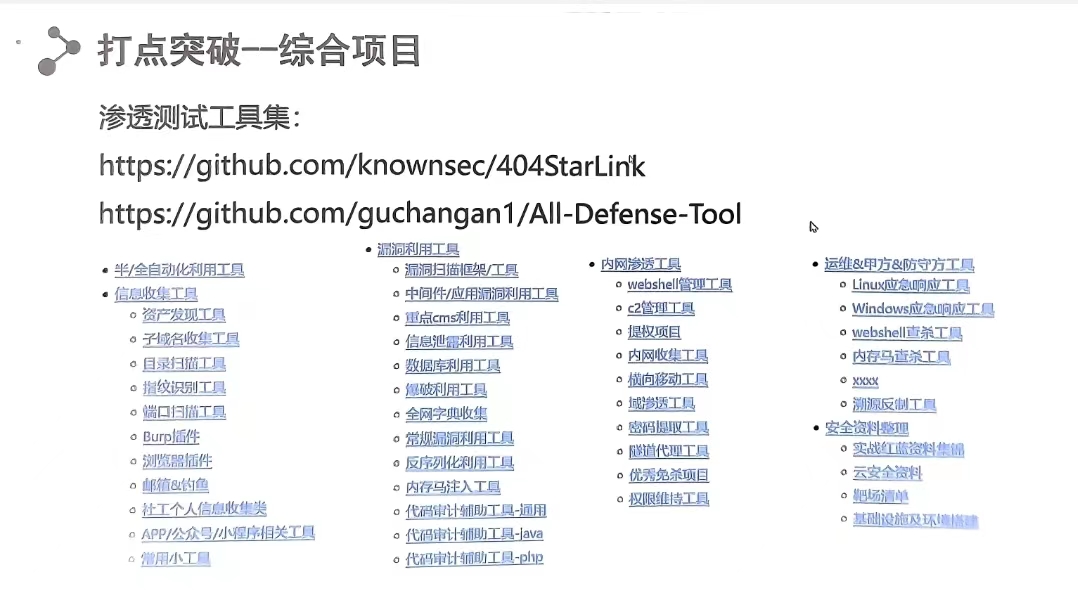 打点突破--综合项目
渗透测试工具集：
https://github.com/knownsec/404StarLink
https://github.com/guchangan1/All-Defense-Tool
半/全自动化利用工具
信息收集工具
资产发现工具
子域名收集工具
目录扫描工具
指纹识别工具
端口扫描工具
Burp插件
浏览器插件
邮箱&钓鱼
社工个人信息收集类
APP/公众号/小程序相关工具
常用小工具
漏洞利用工具
漏洞扫描框架/工具
中间件/应用漏洞利用工具
重点cms利用工具
信息泄露利用工具
数据库利用工具
爆破利用工具
全网字典收集
常规漏洞利用工具
反序列化利用工具
内存马注入工具
代码审计辅助工具-通用
代码审计辅助工具-java
代码审计辅助工具-php
内网渗透工具
webshell管理工具
c2管理工具
提权项目
内网收集工具
横向移动工具
域渗透工具
密码提取工具
隧道代理工具
优秀免杀项目
权限维持工具
运维&甲方&防守方工具
Linux应急响应工具
Windows应急响应工具
webshell查杀工具
内存马查杀工具
xxxx
溯源反制工具
安全资料整理
实战红蓝资料集锦
云安全资料
靶场清单
基础设施及环境搭建